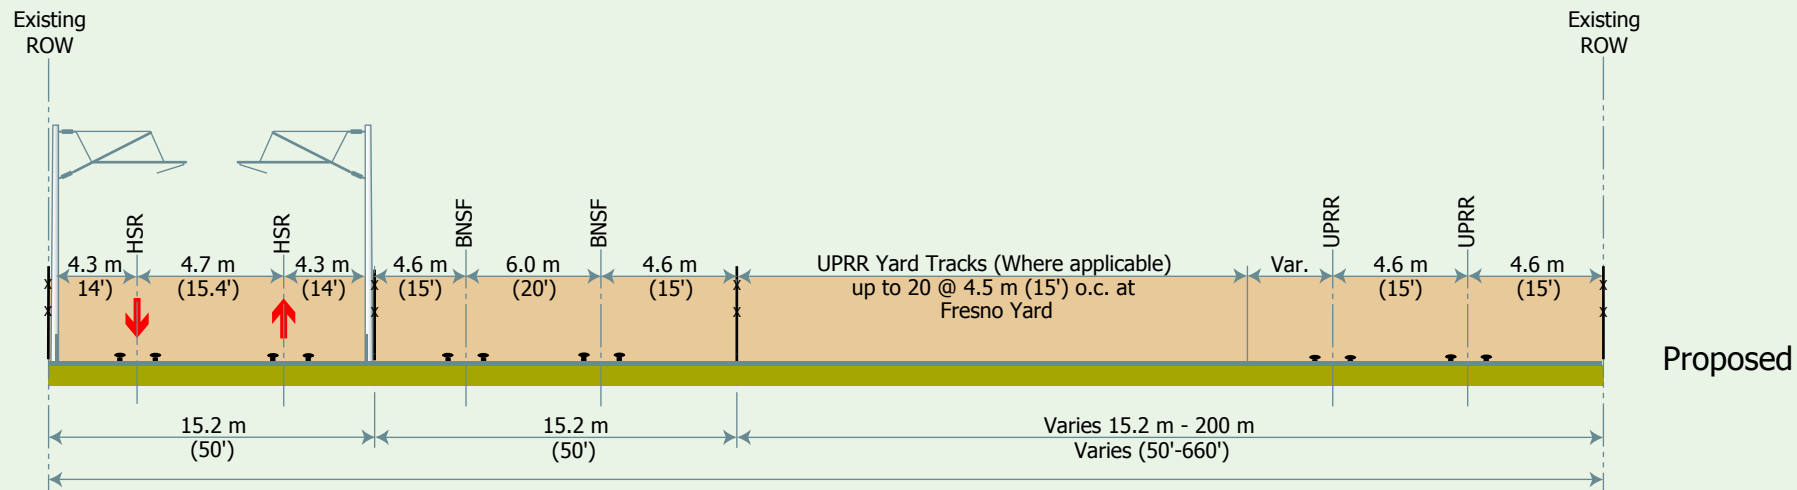 Existing
ROW
Existing
ROW
HSR
HSR
BNSF
BNSF
UPRR
UPRR
4.3 m
14')
4.7 m
(15.4')
4.3 m
(14')
4.6 m
(15')
6.0 m
(20')
4.6 m
(15')
UPRR Yard Tracks (Where applicable)
up to 20 @ 4.5 m (15') o.c. at
Fresno Yard
Var.
4.6 m
(15')
4.6 m
(15')
x
x
x
x
x
x
x
x
Proposed
15.2 m
(50')
15.2 m
(50')
Varies 15.2 m - 200 m
Varies (50'-660')